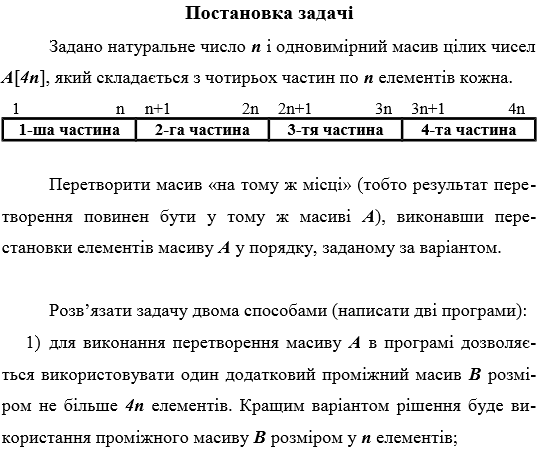 Постановка задачі
Задано натуральне число n і одновимірний масив цілих чисел
A[4n], який складається з чотирьох частин по n елементів кожна.
1 n n+1 2n 2n+1 3n 3n+1 4n
1-ша частина 2-га частина 3-тя частина 4-та частина
Перетворити масив «на тому ж місці» (тобто результат пере-
творення повинен бути у тому ж масиві A), виконавши пере-
становки елементів масиву A у порядку, заданому за варіантом.
Розв’язати задачу двома способами (написати дві програми):
1) для виконання перетворення масиву A в програмі дозволяє-
ться використовувати один додатковий проміжний масив B розмі-
ром не більше 4n елементів. Кращим варіантом рішення буде ви-
користання проміжного масиву B розміром у n елементів;